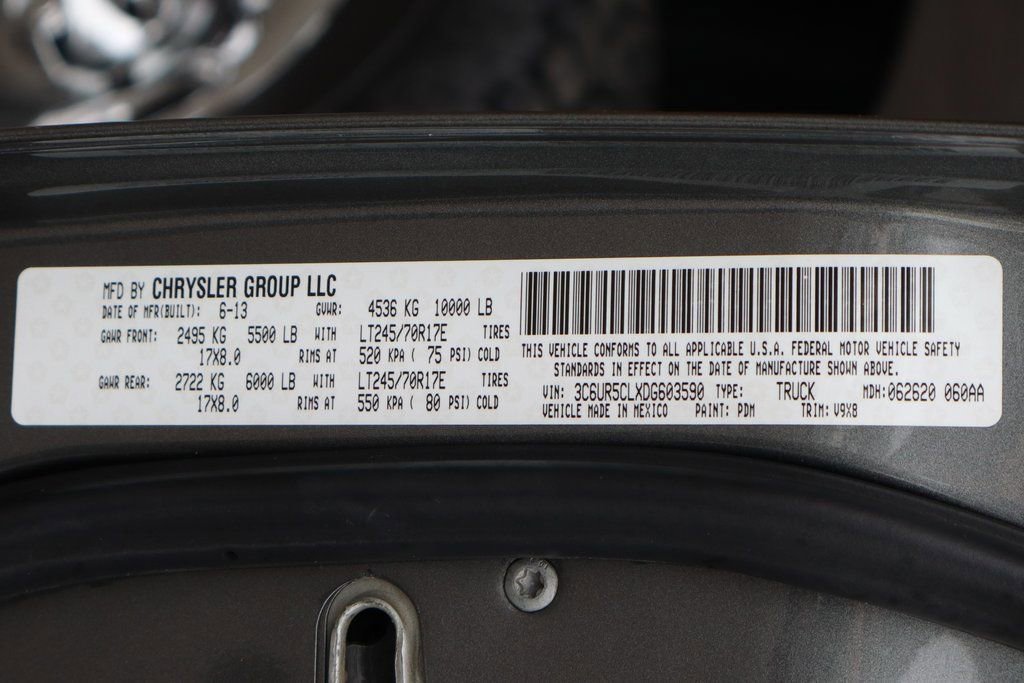 MFD BY CHRYSLER GROUP LLC
DATE OF MFR(BUILT): 6-13 GVWR: 4536 KG 10000 LB
GAWR FRONT: 2495 KG 5500 LB WITH LT245/70R17E TIRES
17X8.0 RIMS AT 520 KPA ( 75 PSI) COLD
GAWR REAR: 2722 KG 6000 LB WITH LT245/70R17E TIRES
17X8.0 RIMS AT 550 KPA ( 80 PSI) COLD
THIS VEHICLE CONFORMS TO ALL APPLICABLE U.S.A. FEDERAL MOTOR VEHICLE SAFETY
STANDARDS IN EFFECT ON THE DATE OF MANUFACTURE SHOWN ABOVE.
VIN: 3C6UR5CLXDG603590 TYPE: TRUCK MDH: 062620 060AA
VEHICLE MADE IN MEXICO PAINT: PDM TRIM: V9X8